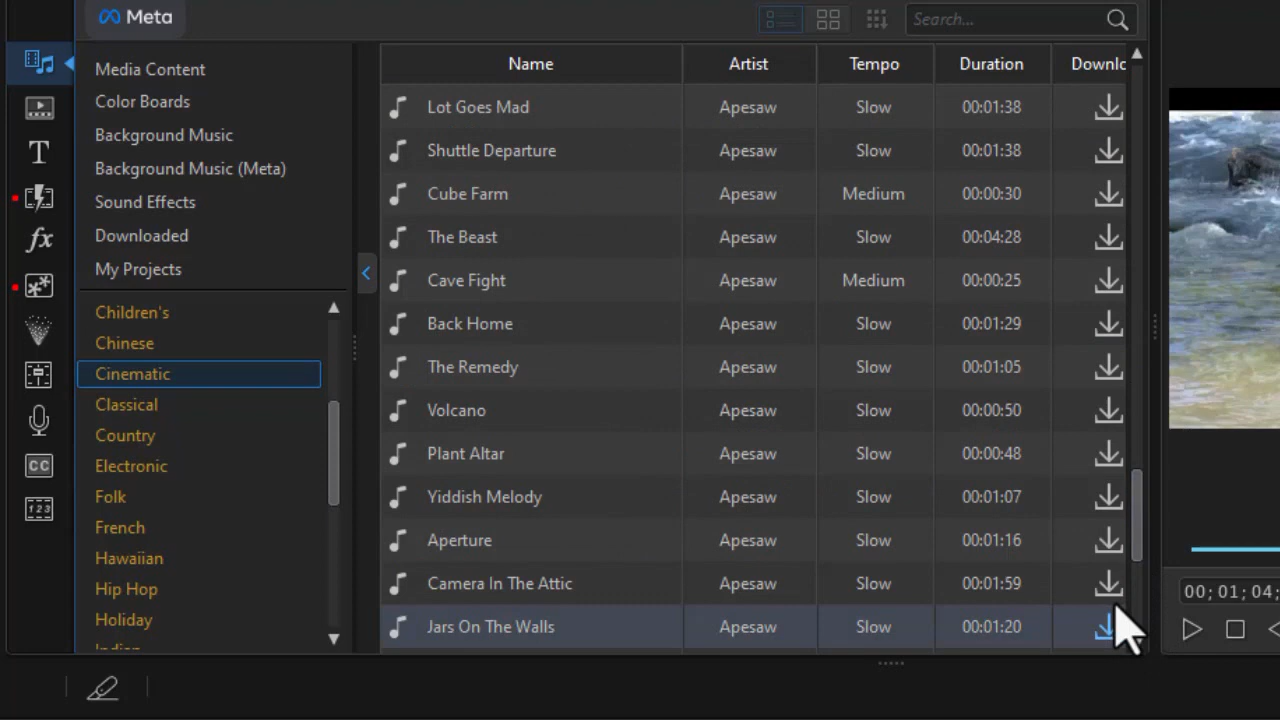 Meta
Search...
Media Content
Color Boards
Background Music
Background Music (Meta)
Sound Effects
Downloaded
My Projects
Children's
Chinese
Cinematic
Classical
Country
Electronic
Folk
French
Hawaiian
Hip Hop
Holiday
Name Artist Tempo Duration Downlo
Lot Goes Mad Apesaw Slow 00:01:38
Shuttle Departure Apesaw Slow 00:01:38
Cube Farm Apesaw Medium 00:00:30
The Beast Apesaw Slow 00:04:28
Cave Fight Apesaw Medium 00:00:25
Back Home Apesaw Slow 00:01:29
The Remedy Apesaw Slow 00:01:05
Volcano Apesaw Slow 00:00:50
Plant Altar Apesaw Slow 00:00:48
Yiddish Melody Apesaw Slow 00:01:07
Aperture Apesaw Slow 00:01:16
Camera In The Attic Apesaw Slow 00:01:59
Jars On The Walls Apesaw Slow 00:01:20
T
fx
CC
123
00; 01; 04;